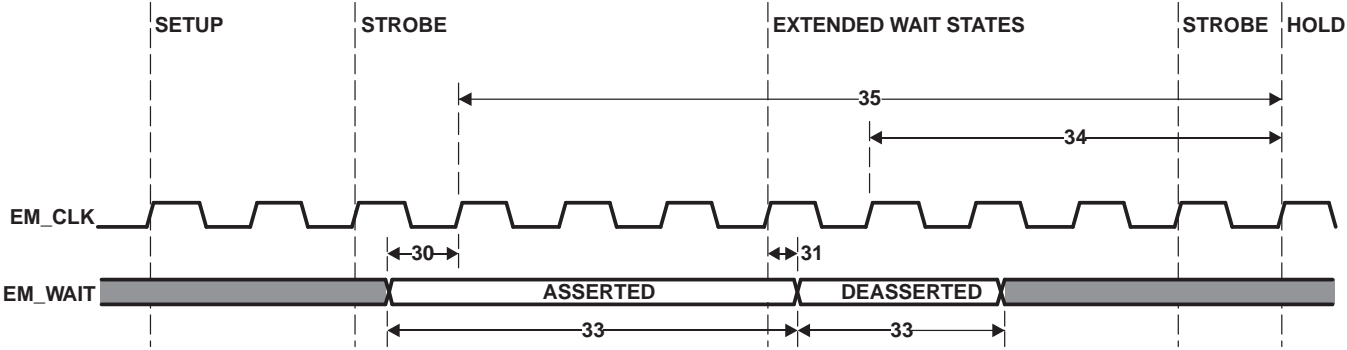 SETUP STROBE EXTENDED WAIT STATES STROBE HOLD
35
34
EM_CLK
30 31
EM_WAIT ASSERTED DEASSERTED
33 33